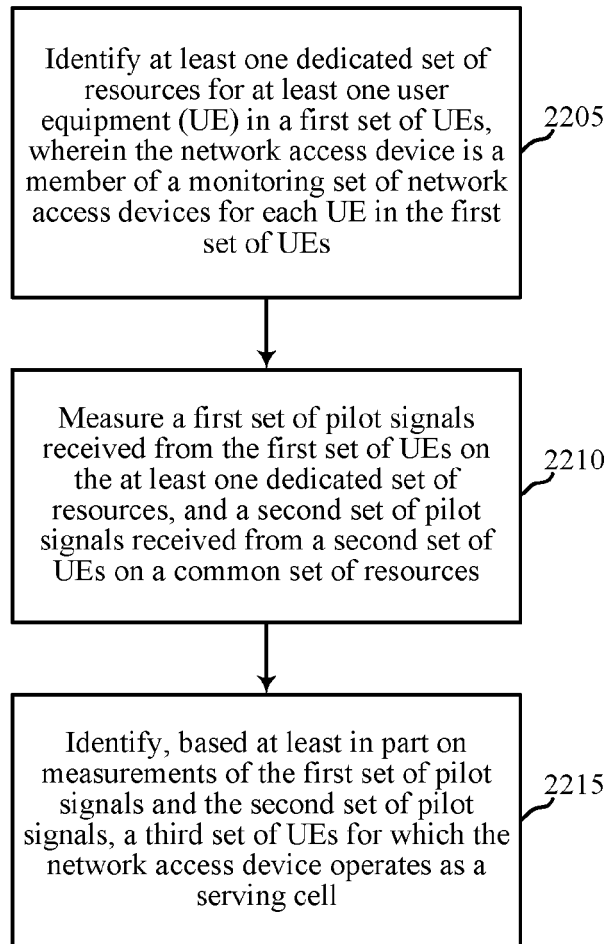 Identify at least one dedicated set of
resources for at least one user
equipment (UE) in a first set of UEs,
wherein the network access device is a
member of a monitoring set of network
access devices for each UE in the first
set of UEs
2205
Measure a first set of pilot signals
received from the first set of UEs on
the at least one dedicated set of
resources, and a second set of pilot
signals received from a second set of
UEs on a common set of resources
2210
Identify, based at least in part on
measurements of the first set of pilot
signals and the second set of pilot
signals, a third set of UEs for which the
network access device operates as a
serving cell
2215